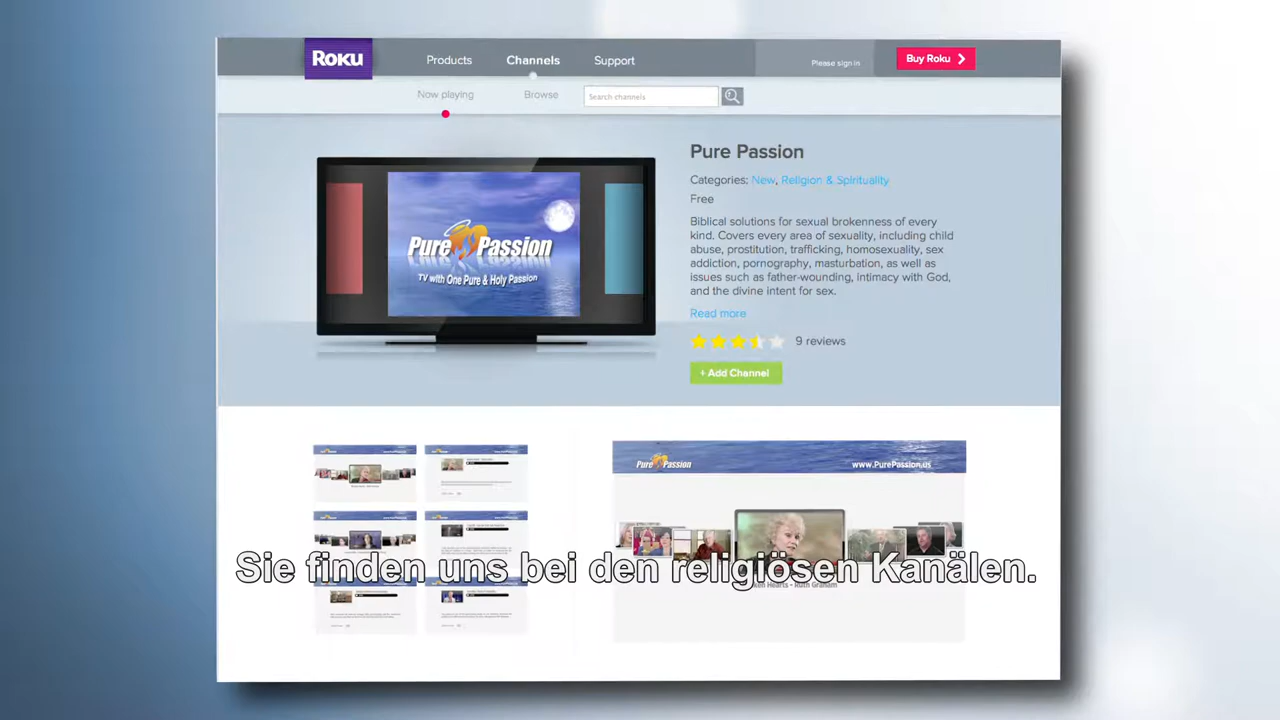 Roku
Products Channels Support
Please sign in
Buy Roku
Now playing Browse
Search channels
Pure Passion
Categories: New, Religion & Spirituality
Free
Biblical solutions for sexual brokenness of every
kind. Covers every area of sexuality, including child
abuse, prostitution, trafficking, homosexuality, sex
addiction, pornography, masturbation, as well as
issues such as father-wounding, intimacy with God,
and the divine intent for sex.
Read more
9 reviews
+ Add Channel
Pure Passion
TV with One Pure & Holy Passion
Pure Passion
www.PurePassion.us
Hearts - Ruth Graham
Sie finden uns bei den religiösen Kanälen.